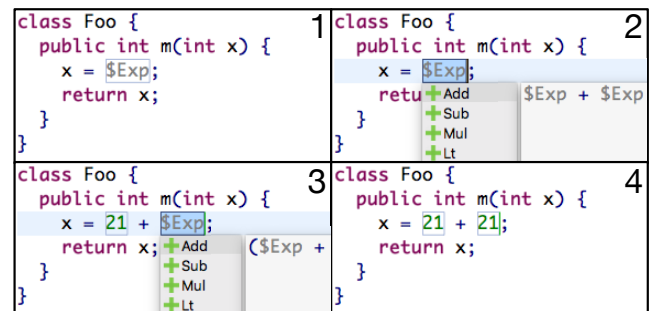 class Foo { 1
  public int m(int x) {
    x = $Exp;
    return x;
  }
}
class Foo { 2
  public int m(int x) {
    x = $Exp;
    retu Add $Exp + $Exp
  } Sub
} Mul
Lt
class Foo { 3
  public int m(int x) {
    x = 21 + $Exp;
    return x; Add ($Exp +
  } Sub
} Mul
Lt
class Foo { 4
  public int m(int x) {
    x = 21 + 21;
    return x;
  }
}